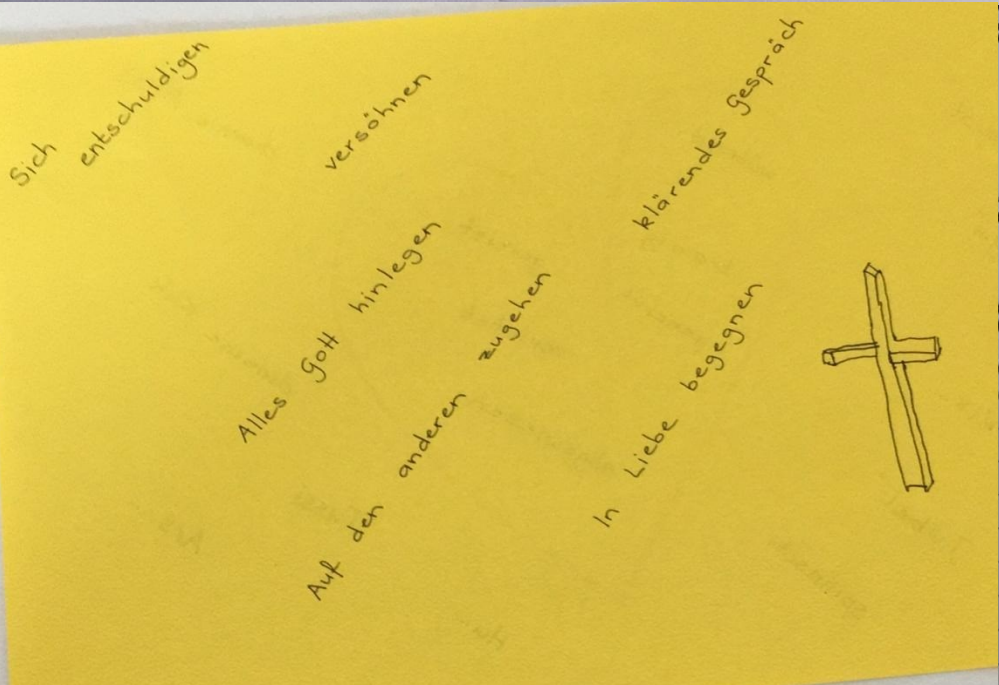 Sich entschuldigen
versöhnen
klärendes Gespräch
Alles Gott hinlegen
Auf den anderen zugehen
In Liebe begegnen